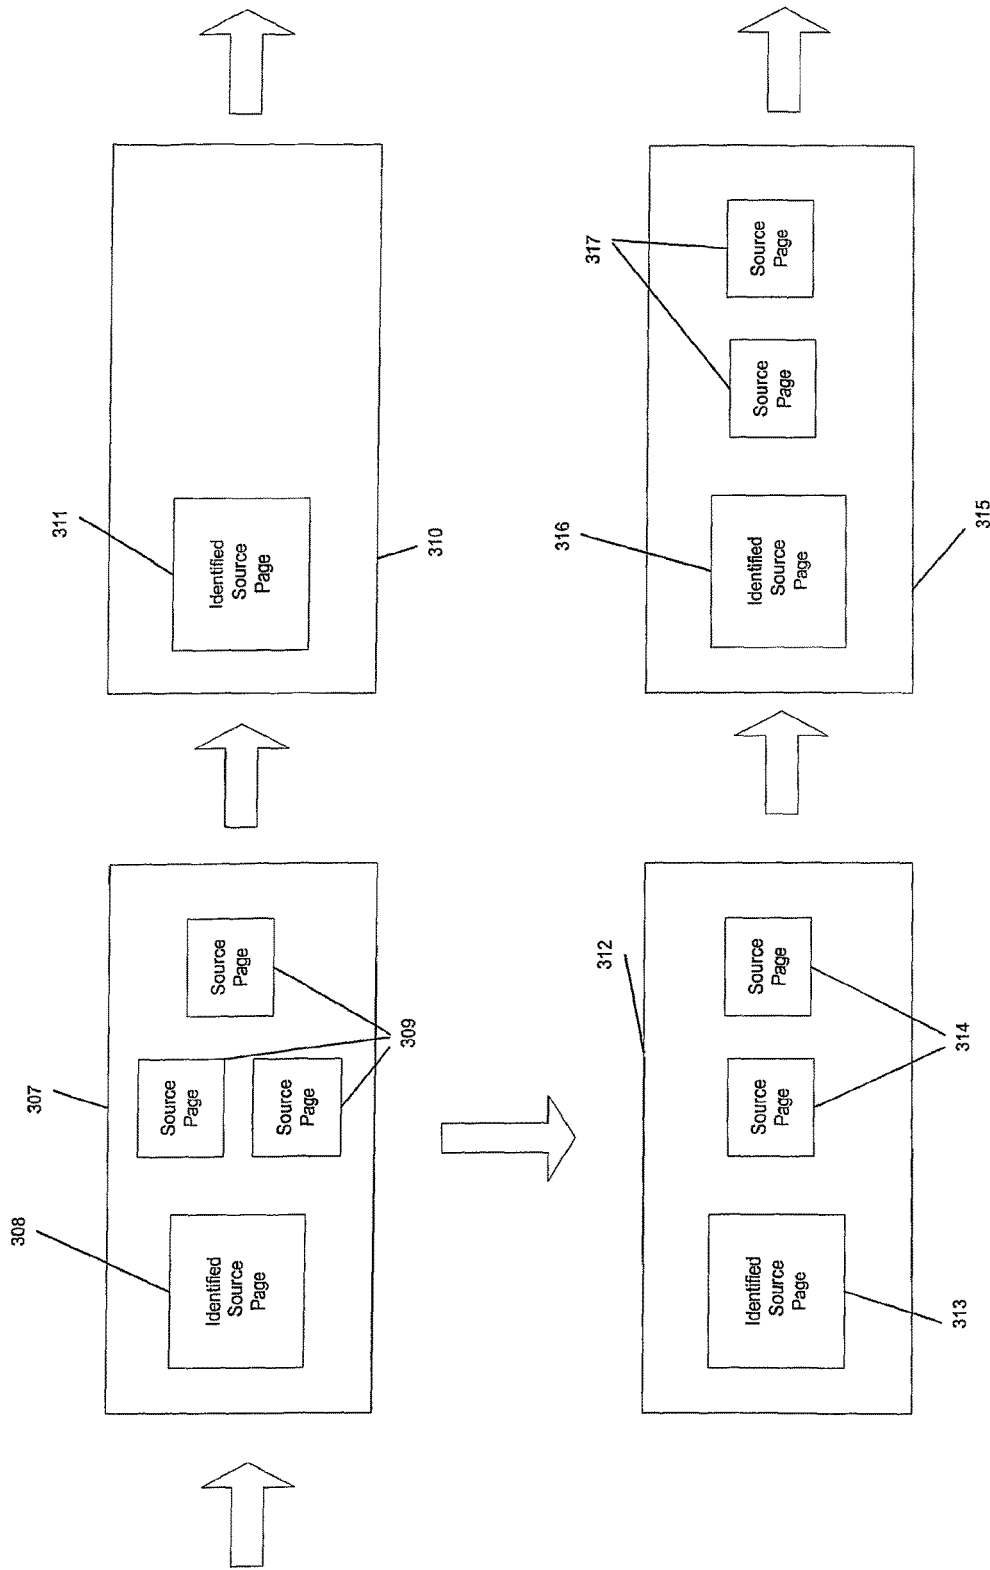 308
307
Identified
Source
Page
Source
Page
Source
Page
Source
Page
309
311
Identified
Source
Page
310
312
Identified
Source
Page
Source
Page
Source
Page
313
314
316
317
Identified
Source
Page
Source
Page
Source
Page
315